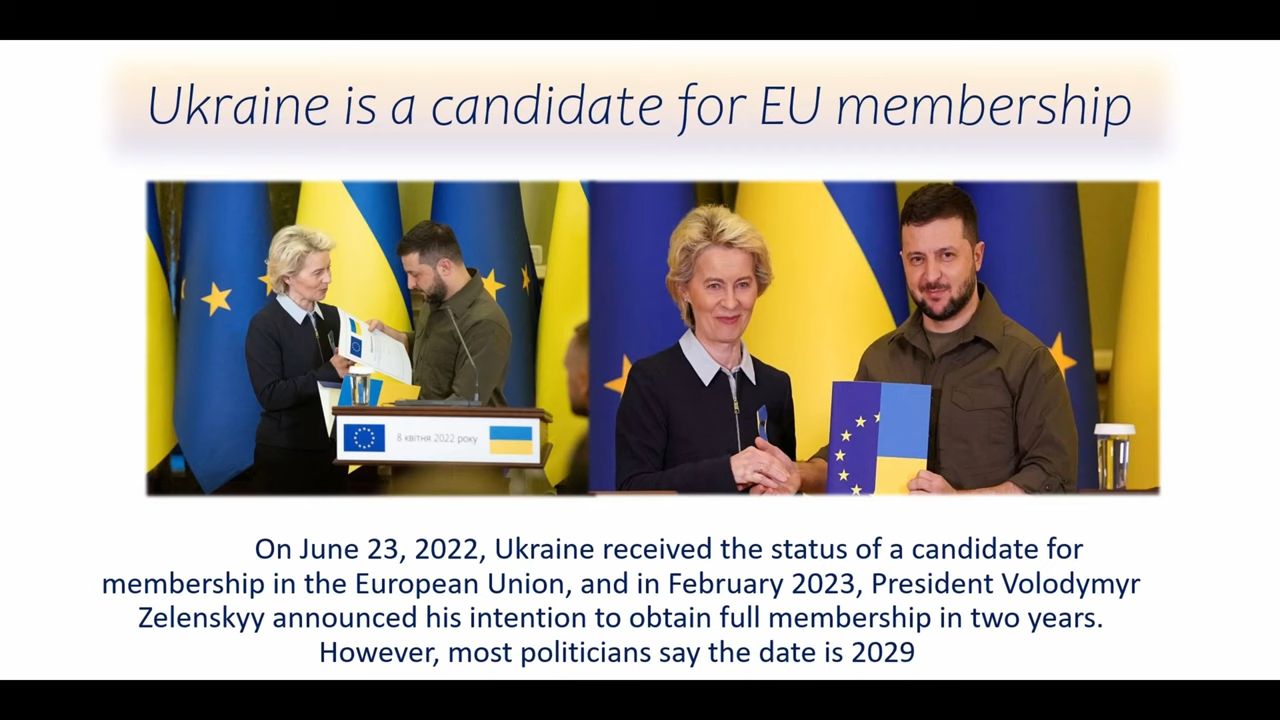 Ukraine is a candidate for EU membership
8 квітня 2022 року
On June 23, 2022, Ukraine received the status of a candidate for
membership in the European Union, and in February 2023, President Volodymyr
Zelenskyy announced his intention to obtain full membership in two years.
However, most politicians say the date is 2029